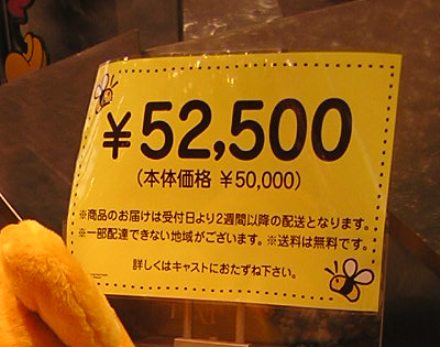 ¥52,500
(本体価格 ¥50,000)
※商品のお届けは受付日より2週間以降の配送となります。
※一部配達できない地域がございます。※送料は無料です。
詳しくはキャストにおたずね下さい。